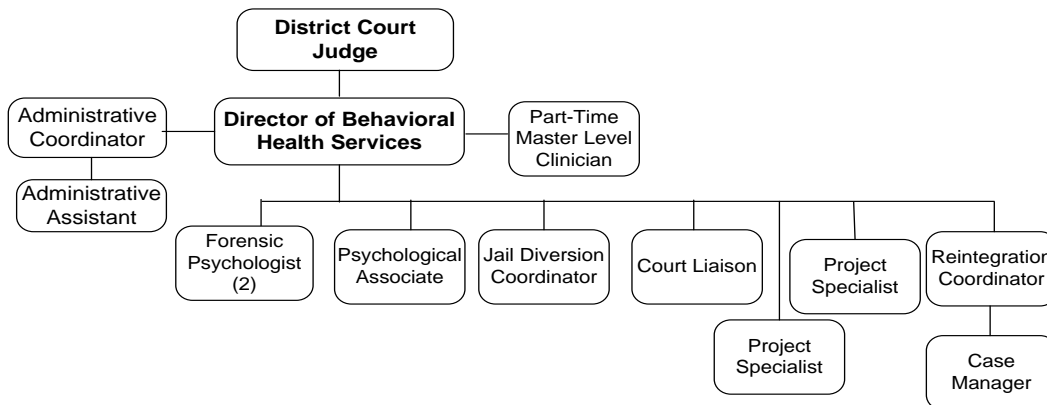 District Court
Judge
Administrative
Coordinator
Director of Behavioral
Health Services
Part-Time
Master Level
Clinician
Administrative
Assistant
Forensic
Psychologist
(2)
Psychological
Associate
Jail Diversion
Coordinator
Court Liaison
Project
Specialist
Reintegration
Coordinator
Project
Specialist
Case
Manager